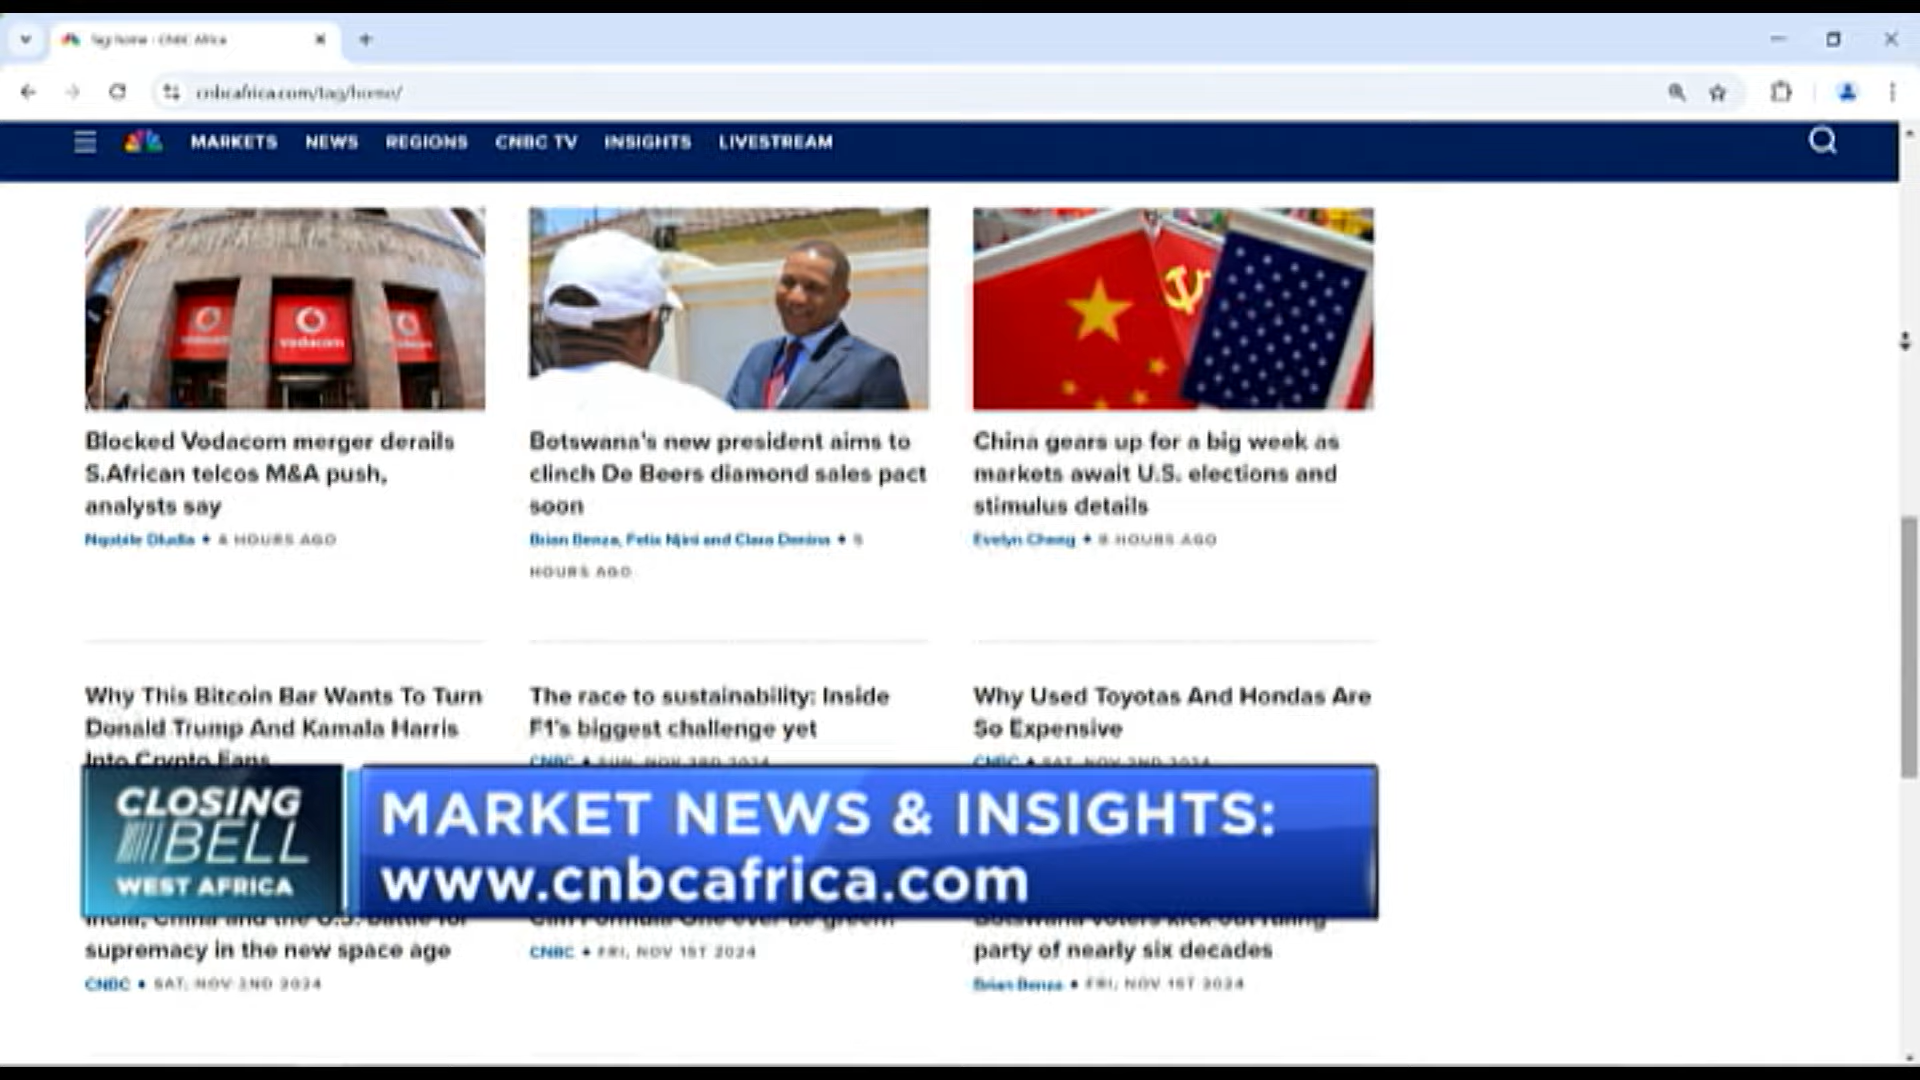 Tag: home - CNBC Africa
cnbcafrica.com/tag/home/
MARKETS NEWS REGIONS CNBC TV INSIGHTS LIVESTREAM
vodacom
Blocked Vodacom merger derails
S.African telcos M&A push,
analysts say
Nqobile Dludla • 4 HOURS AGO
Botswana's new president aims to
clinch De Beers diamond sales pact
soon
Brian Benza, Felix Njini and Clara Denina • 5
HOURS AGO
China gears up for a big week as
markets await U.S. elections and
stimulus details
Evelyn Cheng • 8 HOURS AGO
Why This Bitcoin Bar Wants To Turn
Donald Trump And Kamala Harris
Into Crypto Fans
The race to sustainability: Inside
F1's biggest challenge yet
CNBC • SUN, NOV 3RD 2024
Why Used Toyotas And Hondas Are
So Expensive
CNBC • SAT, NOV 2ND 2024
CLOSING
BELL
WEST AFRICA
MARKET NEWS & INSIGHTS:
www.cnbcafrica.com
India, China and the U.S. battle for
supremacy in the new space age
CNBC • SAT, NOV 2ND 2024
Can Formula One ever be green
CNBC • FRI, NOV 1ST 2024
Botswana voters kick out ruling
party of nearly six decades
Brian Benza • FRI, NOV 1ST 2024